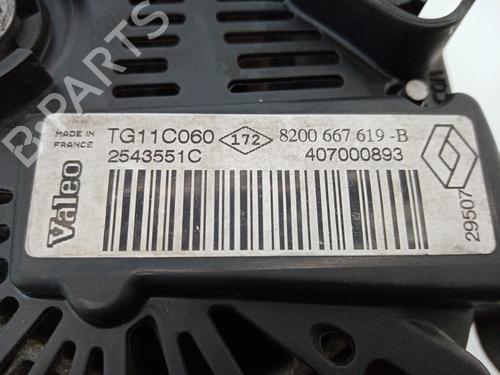 B-PARTS
MADE IN
FRANCE
TG11C060 172 8200 667 619 -B
2543551C 407000893
Valeo
29507